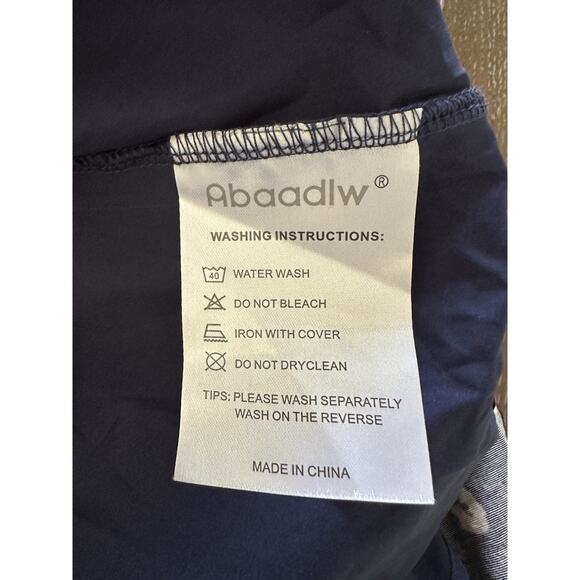 Abaadlw®
WASHING INSTRUCTIONS:
40 WATER WASH
DO NOT BLEACH
IRON WITH COVER
DO NOT DRYCLEAN
TIPS: PLEASE WASH SEPARATELY
WASH ON THE REVERSE
MADE IN CHINA